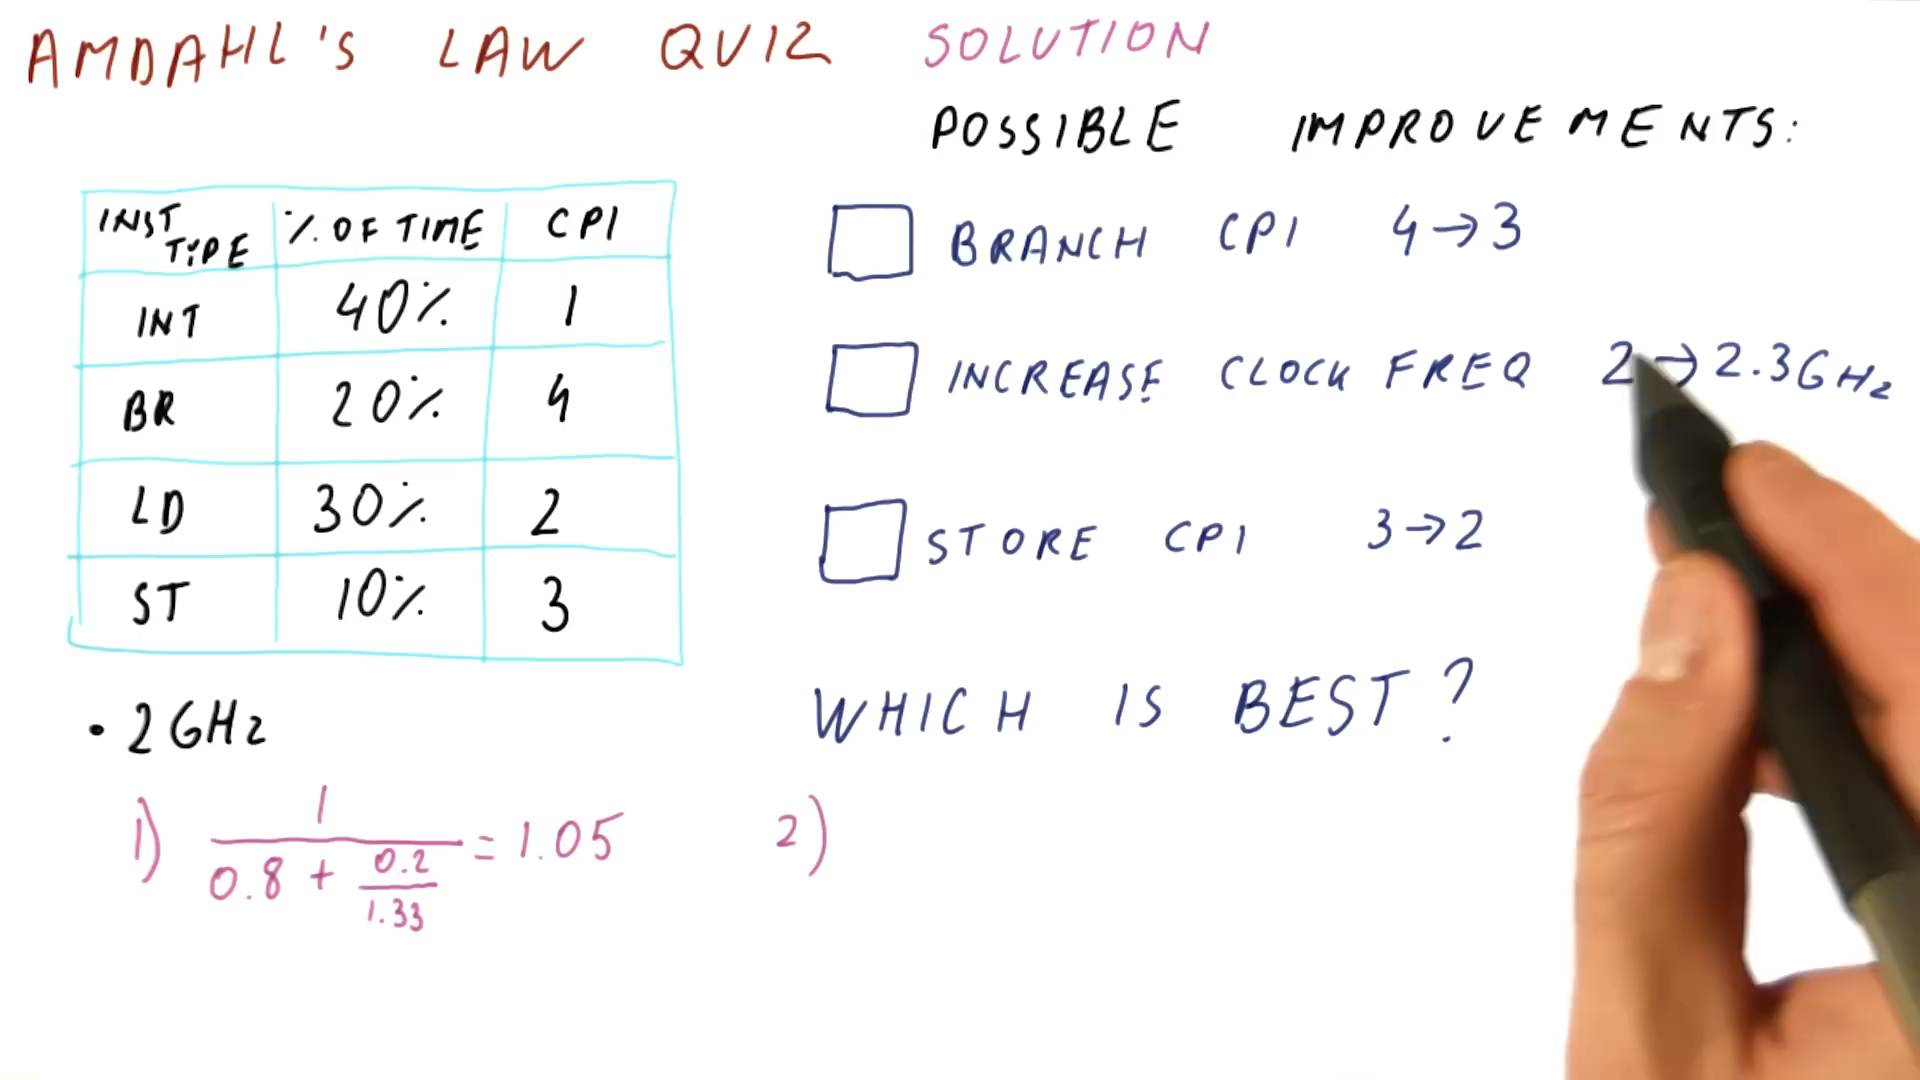 AMDAHL'S LAW QUIZ SOLUTION
POSSIBLE IMPROVEMENTS:
INST TYPE % OF TIME CPI
INT 40% 1
BR 20% 4
LD 30% 2
ST 10% 3
• 2GHz
BRANCH CPI 4→3
INCREASE CLOCK FREQ 2→2.3GHz
STORE CPI 3→2
WHICH IS BEST?
1) 1
0.8 + 0.2
1.33
= 1.05
2)